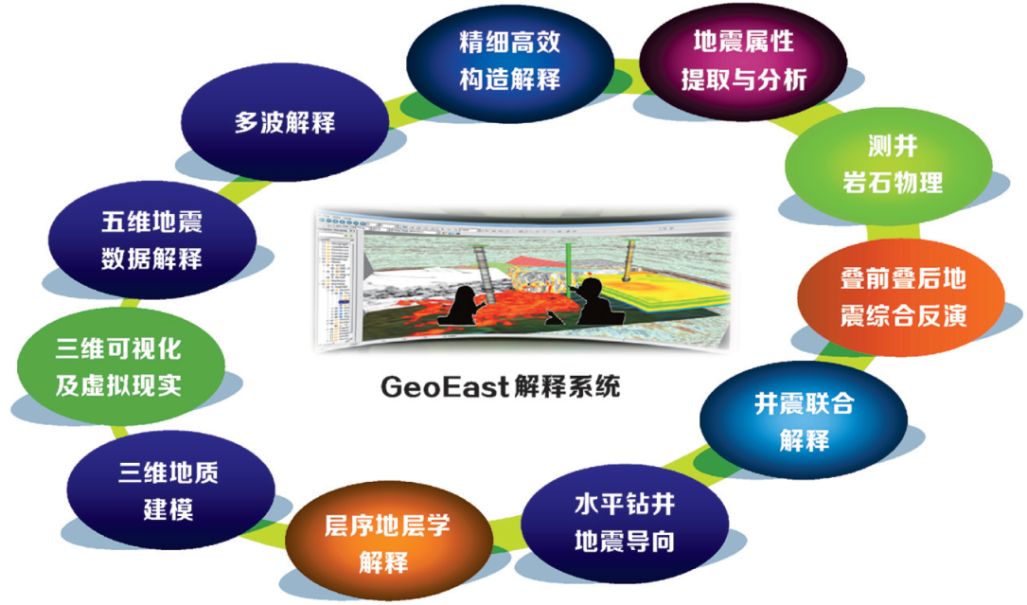 精细高效
构造解释
地震属性
提取与分析
测井
岩石物理
叠前叠后地
震综合反演
井震联合
解释
水平钻井
地震导向
层序地层学
解释
三维地质
建模
三维可视化
及虚拟现实
五维地震
数据解释
多波解释
GeoEast解释系统